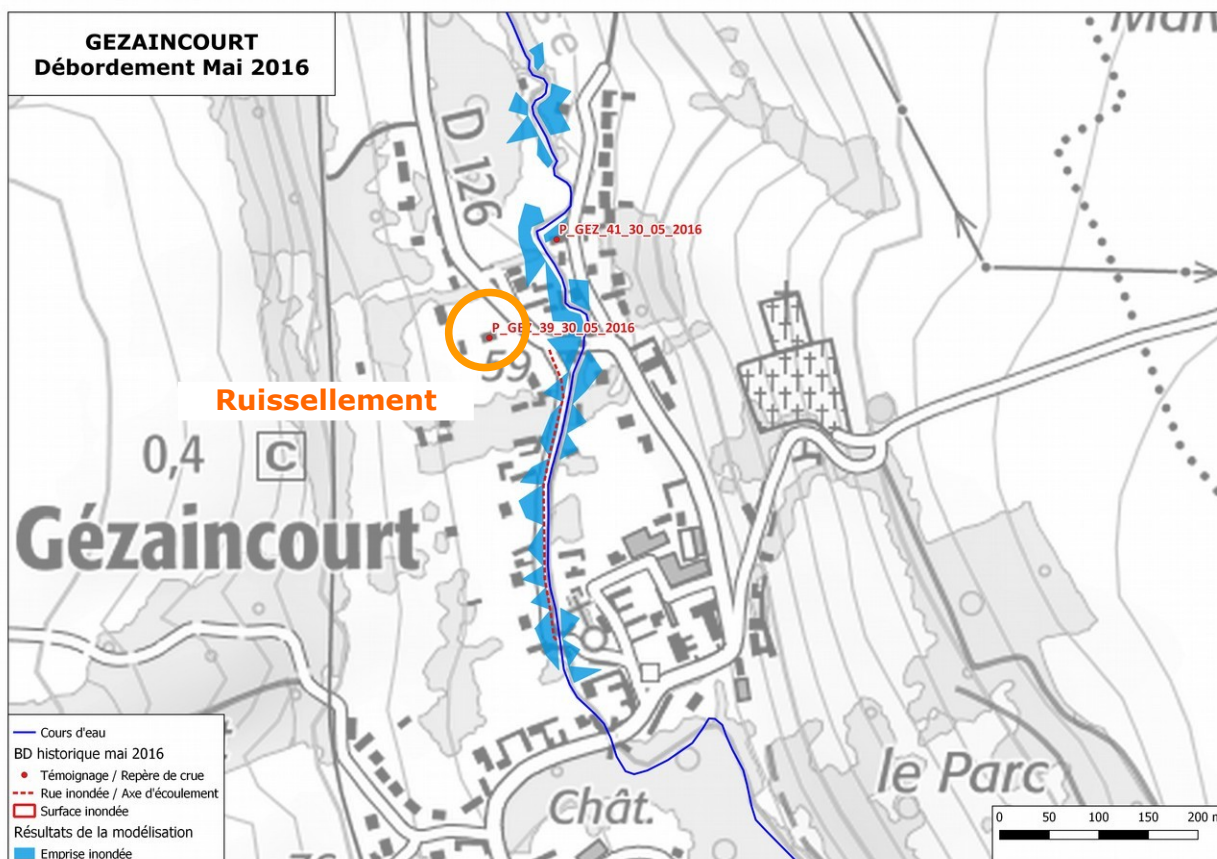 GEZAINCOURT
Débordement Mai 2016
D 126
P_GEZ_41_30_05_2016
P_GEZ_39_30_05_2016
59
Ruissellement
0,4
C
Gézaincourt
le Parc
Chât.
Cours d'eau
BD historique mai 2016
Témoignage / Repère de crue
Rue inondée / Axe d'écoulement
Surface inondée
Résultats de la modélisation
Emprise inondée
0 50 100 150 200 m